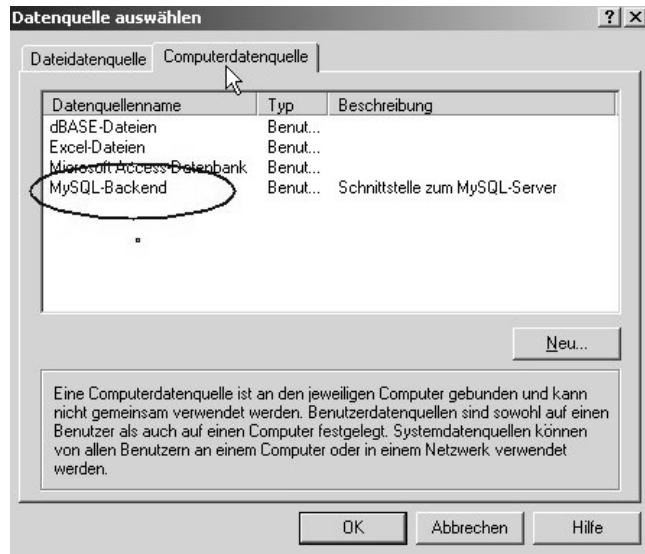 Datenquelle auswählen
Dateidatenquelle Computerdatenquelle
Datenquellenname Typ Beschreibung
dBASE-Dateien Benut...
Excel-Dateien Benut...
Microsoft Access-Datenbank Benut...
MySQL-Backend Benut... Schnittstelle zum MySQL-Server
Neu...
Eine Computerdatenquelle ist an den jeweiligen Computer gebunden und kann
nicht gemeinsam verwendet werden. Benutzerdatenquellen sind sowohl auf einen
Benutzer als auch auf einen Computer festgelegt. Systemdatenquellen können
von allen Benutzern an einem Computer oder in einem Netzwerk verwendet
werden.
OK Abbrechen Hilfe